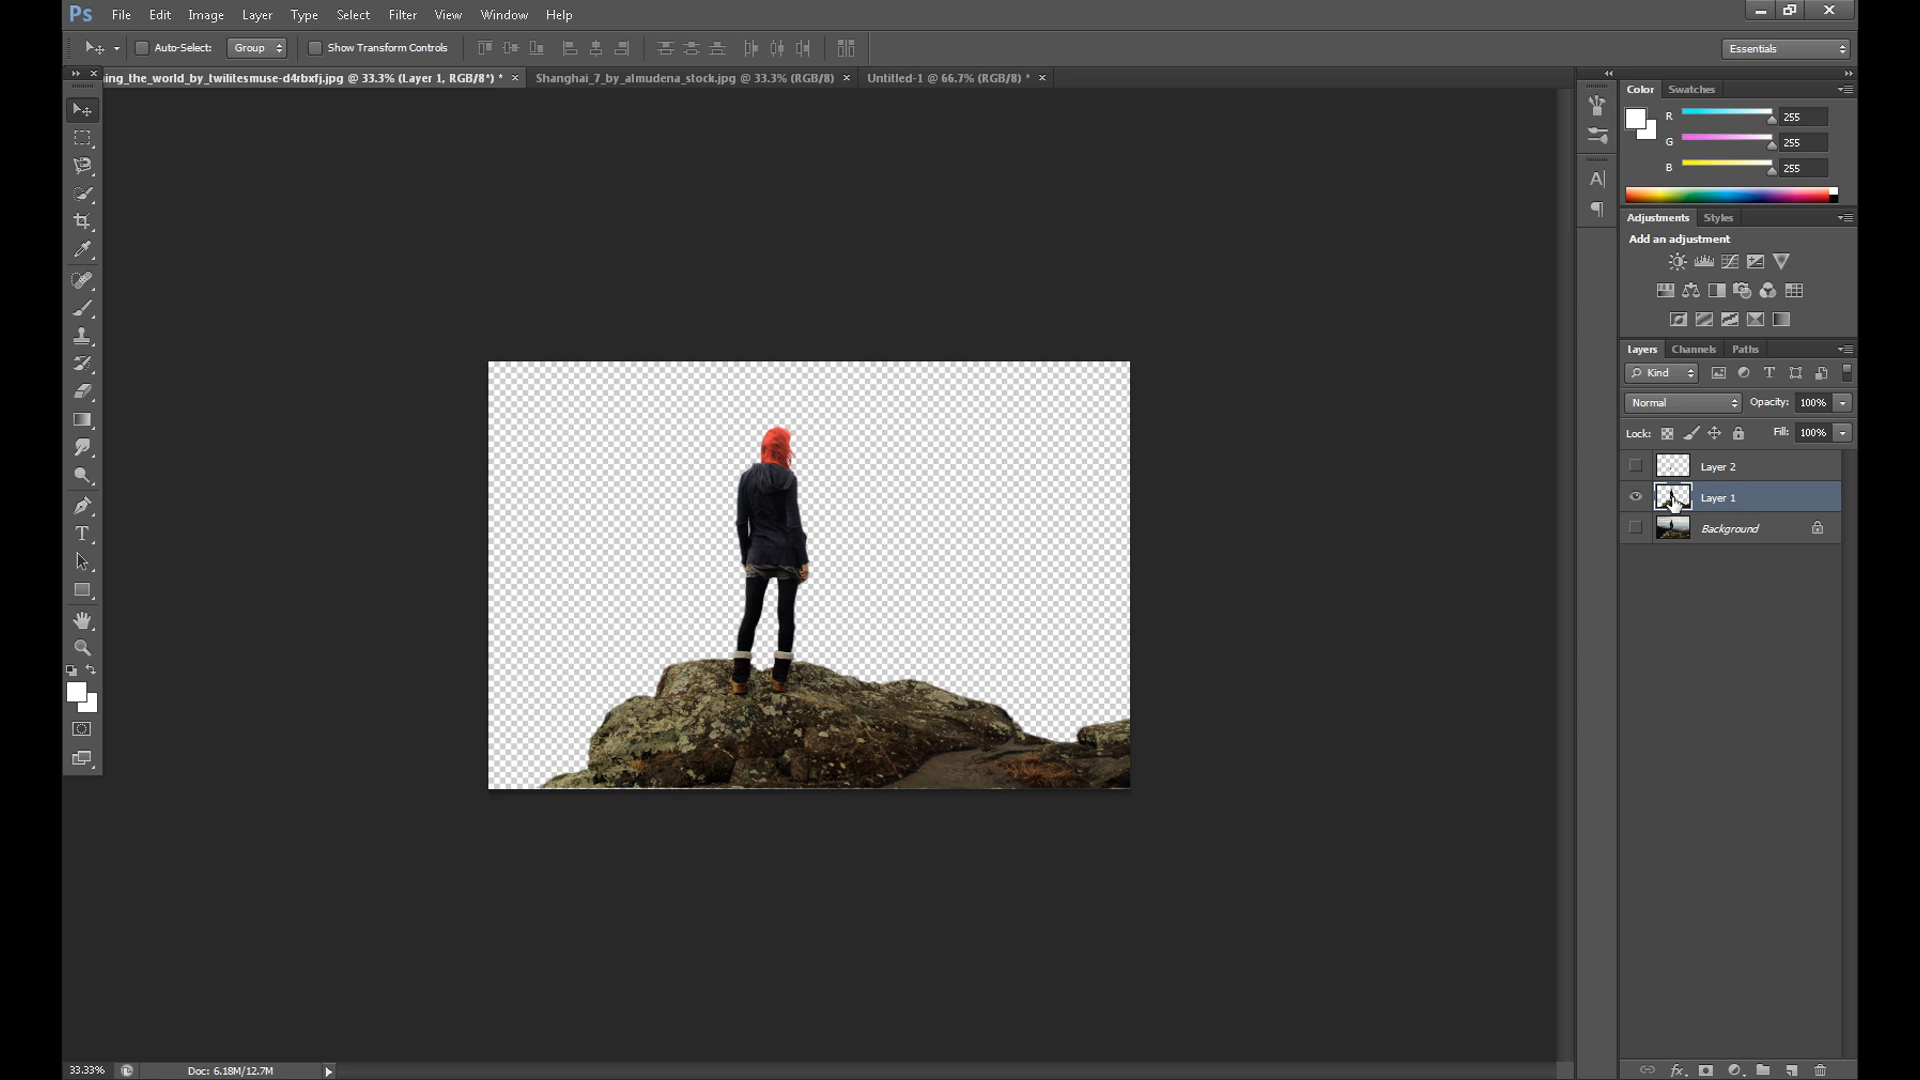 Ps File Edit Image Layer Type Select Filter View Window Help
Auto-Select: Group Show Transform Controls Essentials
ing_the_world_by_twilitesmuse-d4rbxfj.jpg @ 33.3% (Layer 1, RGB/8*) * Shanghai_7_by_almudena_stock.jpg @ 33.3% (RGB/8) Untitled-1 @ 66.7% (RGB/8) *
Color Swatches
R 255
G 255
B 255
Adjustments Styles
Add an adjustment
Layers Channels Paths
Kind
Normal Opacity: 100%
Lock: Fill: 100%
Layer 2
Layer 1
Background
33.33% Doc: 6.18M/12.7M